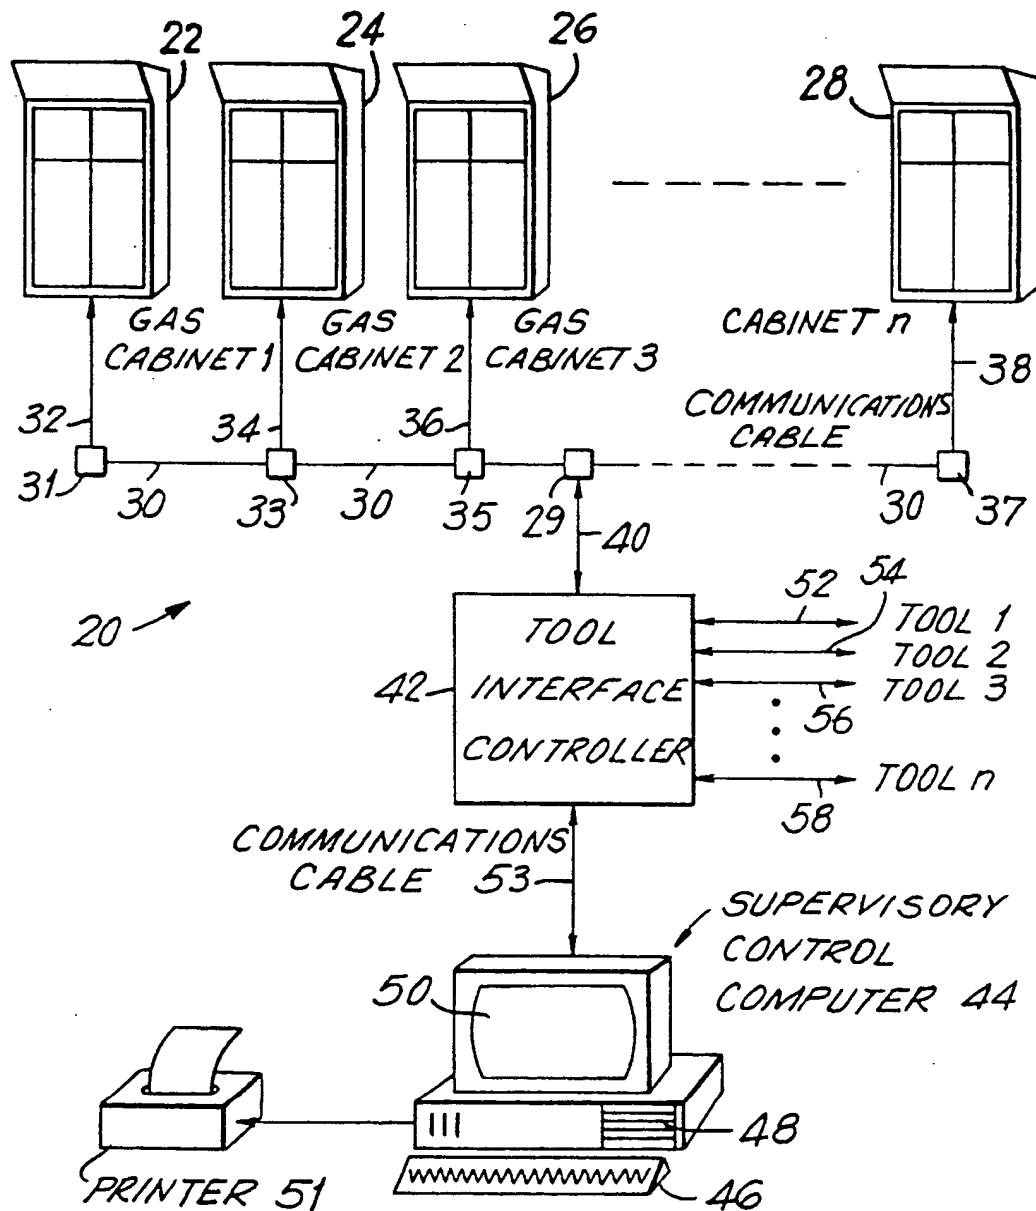 22
24
26
28
GAS
CABINET 1
GAS
CABINET 2
GAS
CABINET 3
CABINET n
32
34
36
38
COMMUNICATIONS
CABLE
31
30
33
30
35
29
40
30
37
20
42
TOOL
INTERFACE
CONTROLLER
52
54
TOOL 1
TOOL 2
TOOL 3
56
TOOL n
58
COMMUNICATIONS
CABLE 53
SUPERVISORY
CONTROL
COMPUTER 44
50
48
46
PRINTER 51